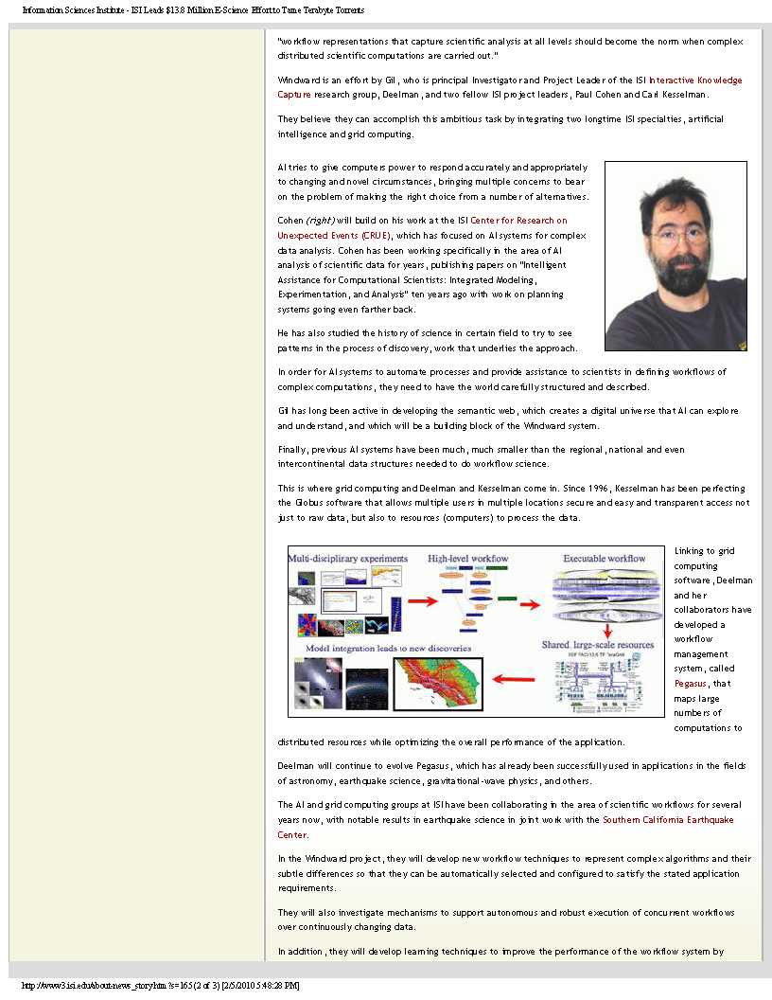 Information Sciences Institute - ISI Leads $13.8 Million E-Science Effort to Tame Terabyte Torrents
"workflow representations that capture scientific analysis at all levels should become the norm when complex
distributed scientific computations are carried out."
Windward is an effort by Gil, who is principal Investigator and Project Leader of the ISI Interactive Knowledge
Capture research group, Deelman, and two fellow ISI project leaders, Paul Cohen and Carl Kesselman.
They believe they can accomplish this ambitious task by integrating two longtime ISI specialties, artificial
intelligence and grid computing.
AI tries to give computers power to respond accurately and appropriately
to changing and novel circumstances, bringing multiple concerns to bear
on the problem of making the right choice from a number of alternatives.
Cohen (right) will build on his work at the ISI Center for Research on
Unexpected Events (CRUE), which has focused on AI systems for complex
data analysis. Cohen has been working specifically in the area of AI
analysis of scientific data for years, publishing papers on "Intelligent
Assistance for Computational Scientists: Integrated Modeling,
Experimentation, and Analysis" ten years ago with work on planning
systems going even farther back.
He has also studied the history of science in certain field to try to see
patterns in the process of discovery, work that underlies the approach.
In order for AI systems to automate processes and provide assistance to scientists in defining workflows of
complex computations, they need to have the world carefully structured and described.
Gil has long been active in developing the semantic web, which creates a digital universe that AI can explore
and understand, and which will be a building block of the Windward system.
Finally, previous AI systems have been much, much smaller than the regional, national and even
intercontinental data structures needed to do workflow science.
This is where grid computing and Deelman and Kesselman come in. Since 1996, Kesselman has been perfecting
the Globus software that allows multiple users in multiple locations secure and easy and transparent access not
just to raw data, but also to resources (computers) to process the data.
Multi-disciplinary experiments
High-level workflow
Executable workflow
Model integration leads to new discoveries
Shared, large-scale resources
NSF PACI 13.6 TF TeraGrid
Linking to grid
computing
software, Deelman
and her
collaborators have
developed a
workflow
management
system, called
Pegasus, that
maps large
numbers of
computations to
distributed resources while optimizing the overall performance of the application.
Deelman will continue to evolve Pegasus, which has already been successfully used in applications in the fields
of astronomy, earthquake science, gravitational-wave physics, and others.
The AI and grid computing groups at ISI have been collaborating in the area of scientific workflows for several
years now, with notable results in earthquake science in joint work with the Southern California Earthquake
Center.
In the Windward project, they will develop new workflow techniques to represent complex algorithms and their
subtle differences so that they can be automatically selected and configured to satisfy the stated application
requirements.
They will also investigate mechanisms to support autonomous and robust execution of concurrent workflows
over continuously changing data.
In addition, they will develop learning techniques to improve the performance of the workflow system by
http://www3.isi.edu/about-news_story.htm?s=165 (2 of 3) [2/5/2010 5:48:28 PM]